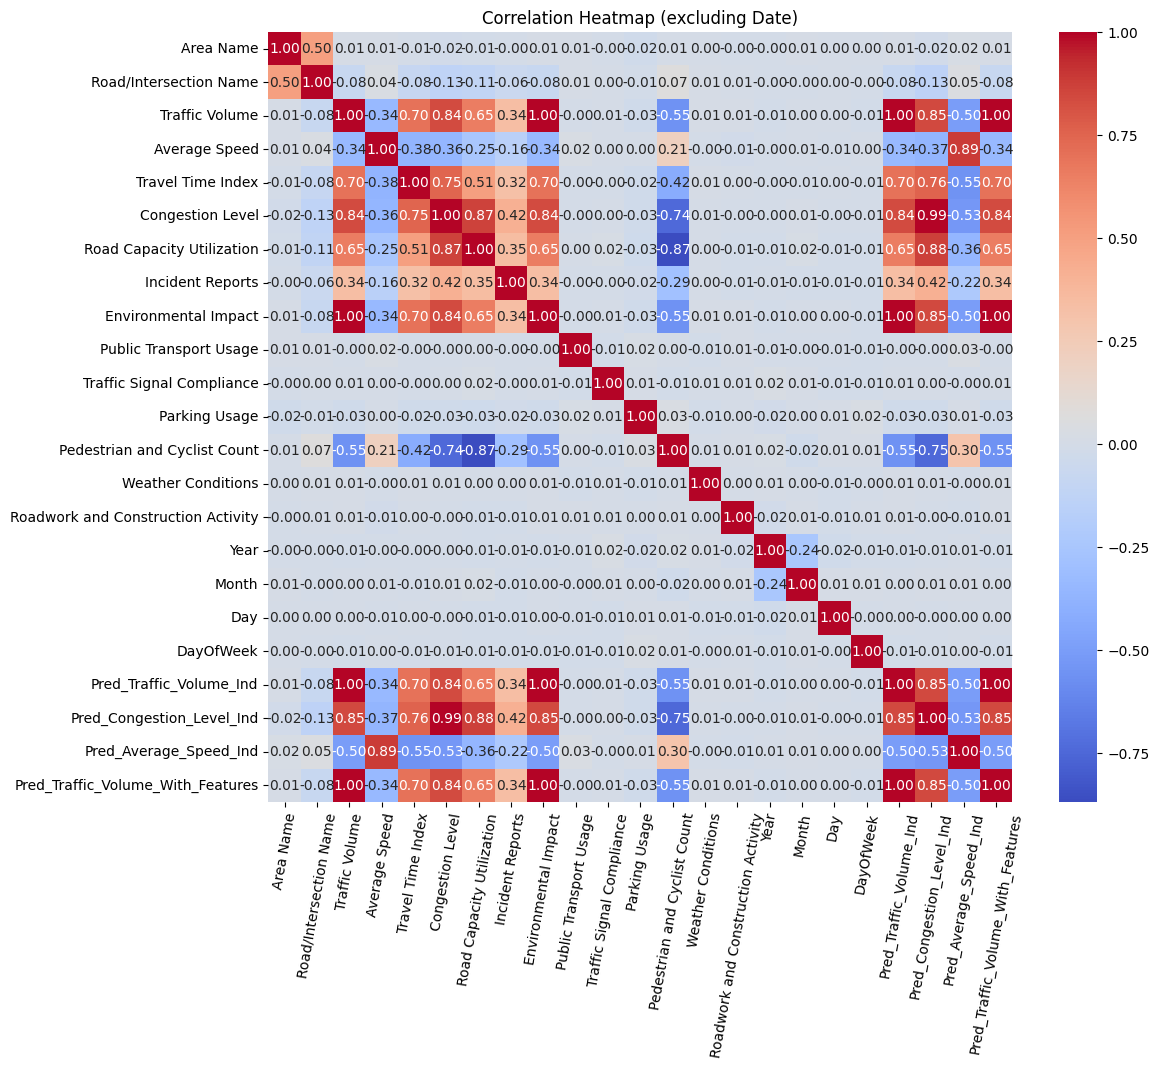 Correlation Heatmap (excluding Date)
Area Name 1.00 0.50 0.01 0.01 -0.01 -0.02 -0.01 -0.00 0.01 0.01 -0.00 -0.02 0.01 0.00 -0.00 -0.00 0.01 0.00 0.00 0.01 -0.02 0.02 0.01
Road/Intersection Name 0.50 1.00 -0.08 0.04 -0.08 -0.13 -0.11 -0.06 -0.08 0.01 0.00 -0.01 0.07 0.01 0.01 -0.00 -0.00 0.00 -0.00 -0.08 -0.13 0.05 -0.08
Traffic Volume 0.01 -0.08 1.00 -0.34 0.70 0.84 0.65 0.34 1.00 -0.00 0.01 -0.03 -0.55 0.01 0.01 -0.01 0.00 0.00 -0.01 1.00 0.85 -0.50 1.00
Average Speed 0.01 0.04 -0.34 1.00 -0.38 -0.36 -0.25 -0.16 -0.34 0.02 0.00 0.00 0.21 -0.00 -0.01 -0.00 0.01 -0.01 0.00 -0.34 -0.37 0.89 -0.34
Travel Time Index -0.01 -0.08 0.70 -0.38 1.00 0.75 0.51 0.32 0.70 -0.00 -0.00 -0.02 -0.42 0.01 0.00 -0.00 -0.01 0.00 -0.01 0.70 0.76 -0.55 0.70
Congestion Level -0.02 -0.13 0.84 -0.36 0.75 1.00 0.87 0.42 0.84 -0.00 0.00 -0.03 -0.74 0.01 -0.00 -0.00 0.01 -0.00 -0.01 0.84 0.99 -0.53 0.84
Road Capacity Utilization -0.01 -0.11 0.65 -0.25 0.51 0.87 1.00 0.35 0.65 0.00 0.02 -0.03 -0.87 0.00 -0.01 -0.01 0.02 -0.01 -0.01 0.65 0.88 -0.36 0.65
Incident Reports -0.00 -0.06 0.34 -0.16 0.32 0.42 0.35 1.00 0.34 -0.00 -0.00 -0.02 -0.29 0.00 -0.01 -0.01 -0.01 -0.01 -0.01 0.34 0.42 -0.22 0.34
Environmental Impact 0.01 -0.08 1.00 -0.34 0.70 0.84 0.65 0.34 1.00 -0.00 0.01 -0.03 -0.55 0.01 0.01 -0.01 0.00 0.00 -0.01 1.00 0.85 -0.50 1.00
Public Transport Usage 0.01 0.01 -0.00 0.02 -0.00 -0.00 0.00 -0.00 -0.00 1.00 -0.01 0.02 0.00 -0.01 0.01 -0.01 -0.00 0.01 -0.01 -0.00 -0.00 0.03 -0.00
Traffic Signal Compliance -0.00 0.00 0.01 0.00 -0.00 0.00 0.02 -0.00 0.01 -0.01 1.00 0.01 -0.01 0.01 0.01 0.02 0.01 -0.01 -0.01 0.01 0.00 -0.00 0.01
Parking Usage -0.02 -0.01 -0.03 0.00 -0.02 -0.03 -0.03 -0.02 -0.03 0.02 0.01 1.00 0.03 -0.01 0.00 -0.02 0.00 0.01 0.02 -0.03 -0.03 0.01 -0.03
Pedestrian and Cyclist Count 0.01 0.07 -0.55 0.21 -0.42 -0.74 -0.87 -0.29 -0.55 0.00 -0.01 0.03 1.00 0.01 0.00 0.02 -0.02 0.01 0.01 -0.55 -0.75 0.30 -0.55
Weather Conditions 0.00 0.01 0.01 -0.00 0.01 0.01 0.00 0.00 0.01 -0.01 0.01 -0.01 0.01 1.00 0.00 0.01 0.00 -0.01 -0.00 0.01 0.01 -0.00 0.01
Roadwork and Construction Activity -0.00 0.01 0.01 -0.01 0.00 -0.00 -0.01 -0.01 0.01 0.01 0.01 0.00 0.00 0.00 1.00 -0.02 0.01 -0.01 0.01 0.01 -0.00 -0.01 0.01
Year -0.00 -0.00 -0.01 -0.00 -0.00 -0.00 -0.01 -0.01 -0.01 -0.01 0.02 -0.02 0.02 0.01 -0.02 1.00 -0.24 -0.02 -0.01 -0.01 -0.01 0.01 -0.01
Month 0.01 -0.00 0.00 0.01 -0.01 0.01 0.02 -0.01 0.00 -0.00 0.01 0.00 -0.02 0.00 0.01 -0.24 1.00 0.01 0.01 0.00 0.01 0.01 0.00
Day 0.00 0.00 0.00 -0.01 0.00 -0.00 -0.01 -0.01 0.00 0.01 -0.01 0.01 0.01 -0.01 -0.01 -0.02 0.01 1.00 -0.00 0.00 -0.00 0.00 0.00
DayOfWeek 0.00 -0.00 -0.01 0.00 -0.01 -0.01 -0.01 -0.01 -0.01 -0.01 -0.01 0.02 0.01 -0.00 0.01 -0.01 0.01 -0.00 1.00 -0.01 -0.01 0.00 -0.01
Pred_Traffic_Volume_Ind 0.01 -0.08 1.00 -0.34 0.70 0.84 0.65 0.34 1.00 -0.00 0.01 -0.03 -0.55 0.01 0.01 -0.01 0.00 0.00 -0.01 1.00 0.85 -0.50 1.00
Pred_Congestion_Level_Ind -0.02 -0.13 0.85 -0.37 0.76 0.99 0.88 0.42 0.85 -0.00 0.00 -0.03 -0.75 0.01 -0.00 -0.01 0.01 -0.00 -0.01 0.85 1.00 -0.53 0.85
Pred_Average_Speed_Ind 0.02 0.05 -0.50 0.89 -0.55 -0.53 -0.36 -0.22 -0.50 0.03 -0.00 0.01 0.30 -0.00 -0.01 0.01 0.01 0.00 0.00 -0.50 -0.53 1.00 -0.50
Pred_Traffic_Volume_With_Features 0.01 -0.08 1.00 -0.34 0.70 0.84 0.65 0.34 1.00 -0.00 0.01 -0.03 -0.55 0.01 0.01 -0.01 0.00 0.00 -0.01 1.00 0.85 -0.50 1.00
Area Name
Road/Intersection Name
Traffic Volume
Average Speed
Travel Time Index
Congestion Level
Road Capacity Utilization
Incident Reports
Environmental Impact
Public Transport Usage
Traffic Signal Compliance
Parking Usage
Pedestrian and Cyclist Count
Weather Conditions
Roadwork and Construction Activity
Year
Month
Day
DayOfWeek
Pred_Traffic_Volume_Ind
Pred_Congestion_Level_Ind
Pred_Average_Speed_Ind
Pred_Traffic_Volume_With_Features
1.00
0.75
0.50
0.25
0.00
−0.25
−0.50
−0.75